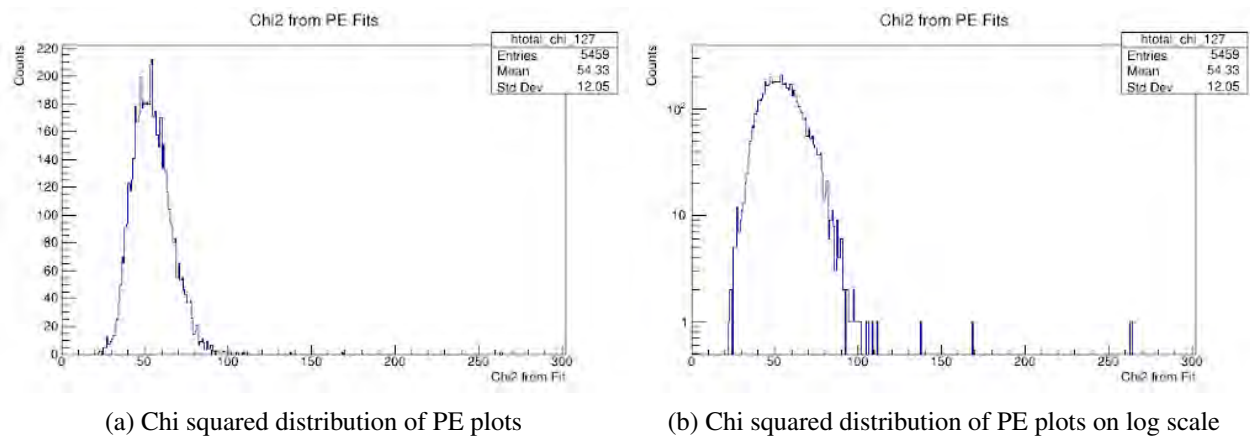 Chi2 from PE Fits
Counts
220
200
180
160
140
120
100
80
60
40
20
0
0 50 100 150 200 250 300
Chi2 from Fit
htotal chi_127
Entries 5459
Mean 54.33
Std Dev 12.05
(a) Chi squared distribution of PE plots
Chi2 from PE Fits
Counts
10²
10
1
0 50 100 150 200 250 300
Chi2 from Fit
htotal chi_127
Entries 5459
Mean 54.33
Std Dev 12.05
(b) Chi squared distribution of PE plots on log scale